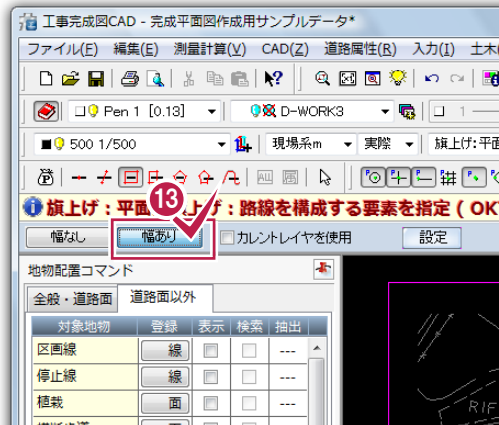 工事完成図CAD - 完成平面図作成用サンプルデータ*
ファイル(F) 編集(E) 測量計算(V) CAD(Z) 道路属性(R) 入力(I) 土木
Pen 1 [0.13] D-WORK3 1
500 1/500 現場系m 実際 旗上げ:平面
旗上げ：平面 上げ：路線を構成する要素を指定 ( OK
13
幅なし 幅あり カレントレイヤを使用 設定
地物配置コマンド
全般・道路面 道路面以外
対象地物 登録 表示 検索 抽出
区画線 線 ---
停止線 線 ---
植栽 面 ---
RIF